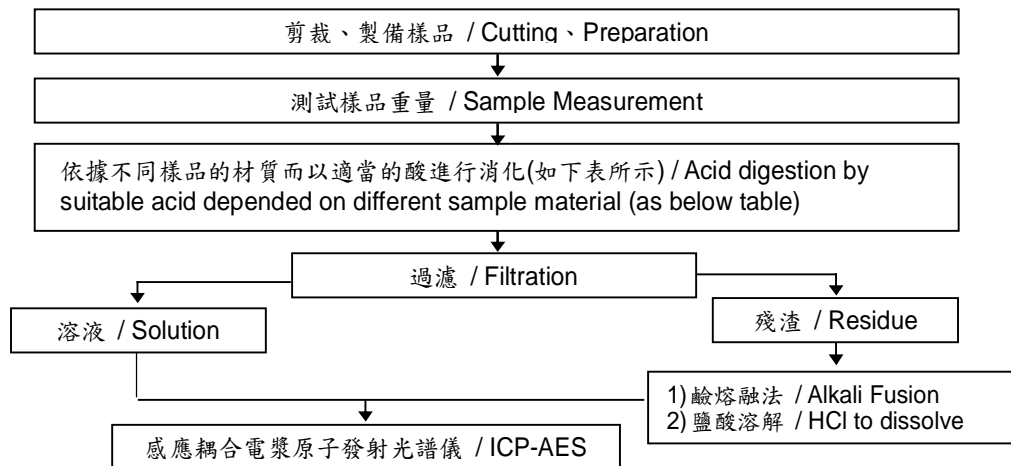 剪裁、製備樣品 / Cutting、Preparation
測試樣品重量 / Sample Measurement
依據不同樣品的材質而以適當的酸進行消化(如下表所示) / Acid digestion by
suitable acid depended on different sample material (as below table)
過濾 / Filtration
溶液 / Solution
殘渣 / Residue
1) 鹼熔融法 / Alkali Fusion
2) 鹽酸溶解 / HCl to dissolve
感應耦合電漿原子發射光譜儀 / ICP-AES